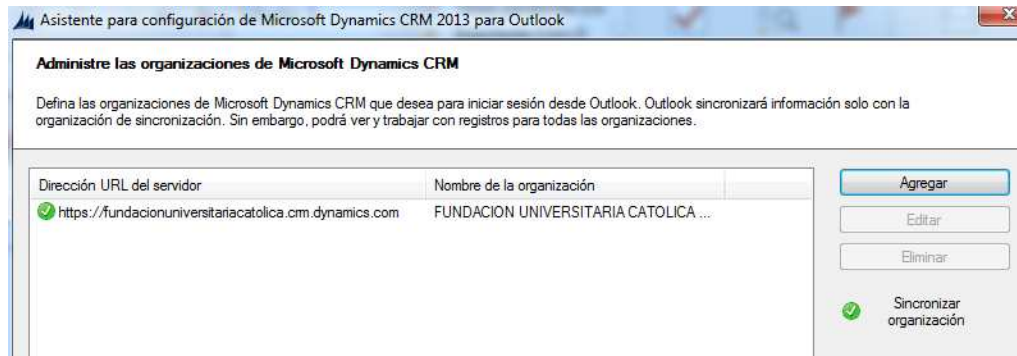 Asistente para configuración de Microsoft Dynamics CRM 2013 para Outlook
Administre las organizaciones de Microsoft Dynamics CRM
Defina las organizaciones de Microsoft Dynamics CRM que desea para iniciar sesión desde Outlook. Outlook sincronizará información solo con la
organización de sincronización. Sin embargo, podrá ver y trabajar con registros para todas las organizaciones.
Dirección URL del servidor Nombre de la organización
Agregar
https://fundacionuniversitariacatolica.crm.dynamics.com FUNDACION UNIVERSITARIA CATOLICA ...
Editar
Eliminar
Sincronizar
organización